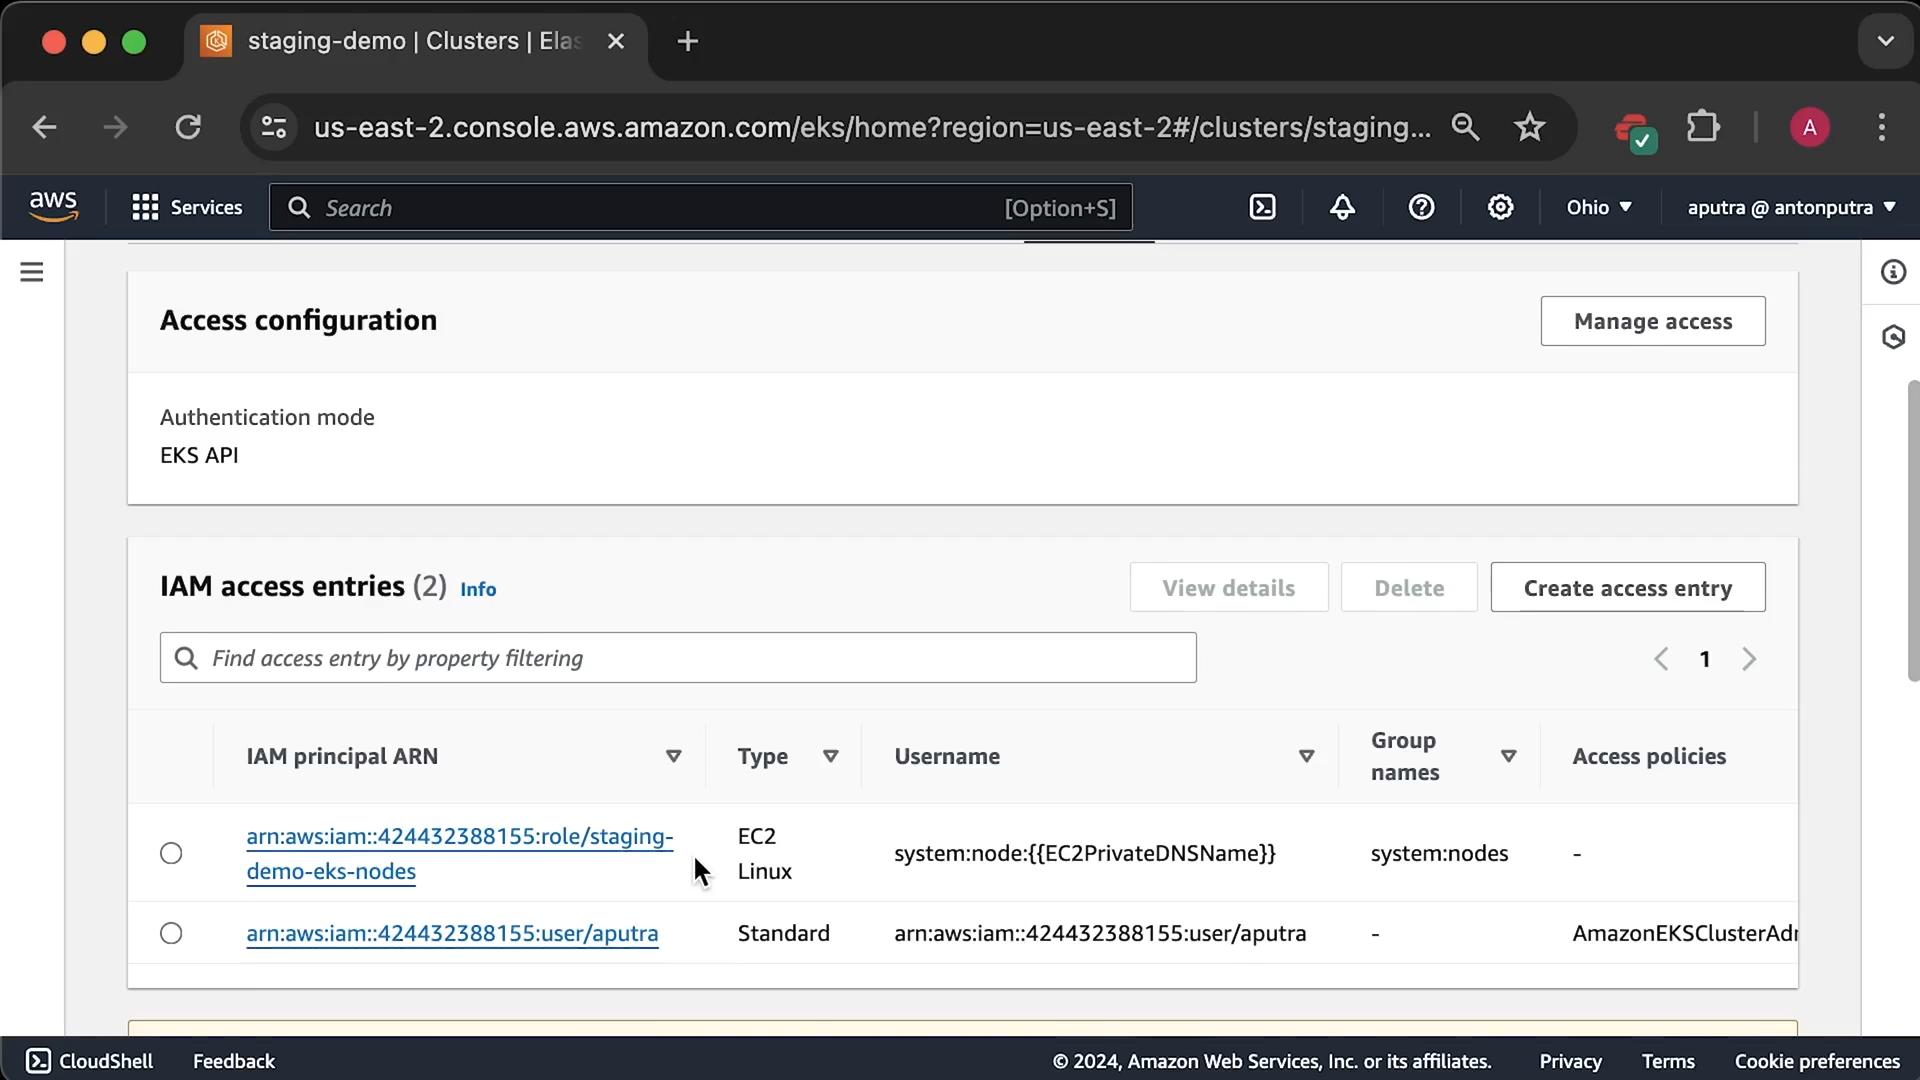 staging-demo | Clusters | Elas
us-east-2.console.aws.amazon.com/eks/home?region=us-east-2#/clusters/staging...
A
aws
Services
Search
[Option+S]
Ohio
aputra @ antonputra
Access configuration
Manage access
Authentication mode
EKS API
IAM access entries (2)
Info
View details
Delete
Create access entry
Find access entry by property filtering
1
IAM principal ARN
Type
Username
Group
names
Access policies
arn:aws:iam::424432388155:role/staging-
demo-eks-nodes
EC2
Linux
system:node:{{EC2PrivateDNSName}}
system:nodes
-
arn:aws:iam::424432388155:user/aputra
Standard
arn:aws:iam::424432388155:user/aputra
-
AmazonEKSClusterAdm
CloudShell
Feedback
© 2024, Amazon Web Services, Inc. or its affiliates.
Privacy
Terms
Cookie preferences